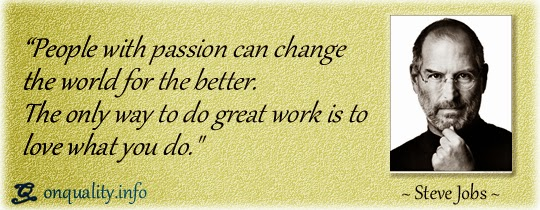 “People with passion can change
the world for the better.
The only way to do great work is to
love what you do."
onquality.info
~ Steve Jobs ~